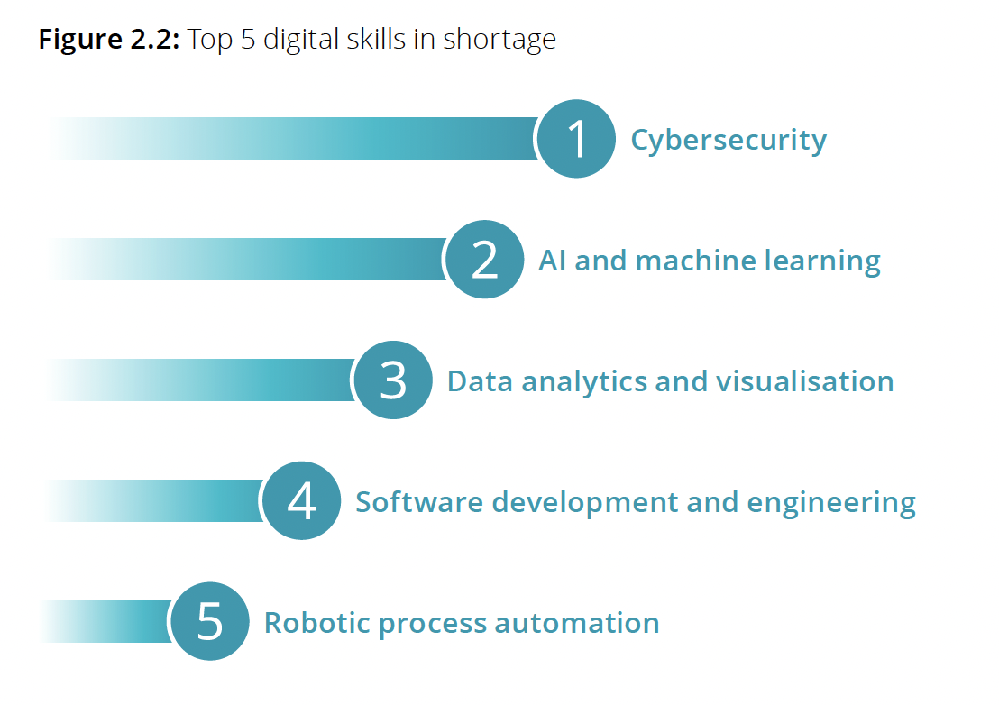 Figure 2.2: Top 5 digital skills in shortage
1 Cybersecurity
2 AI and machine learning
3 Data analytics and visualisation
4 Software development and engineering
5 Robotic process automation